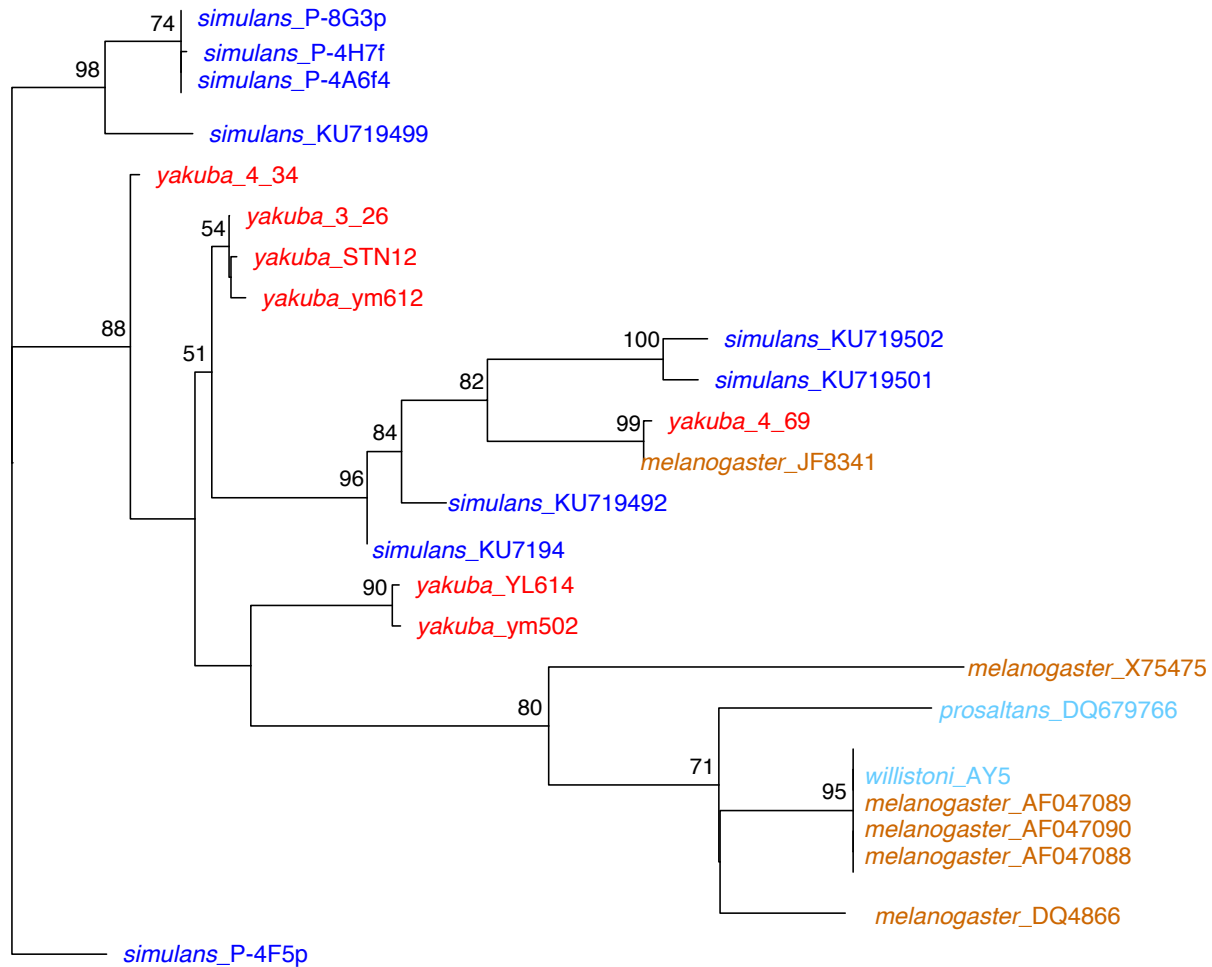 74
simulans_P-8G3p
simulans_P-4H7f
98
simulans_P-4A6f4
simulans_KU719499
yakuba_4_34
54
yakuba_3_26
yakuba_STN12
yakuba_ym612
88
100
simulans_KU719502
51
82
simulans_KU719501
99
yakuba_4_69
84
melanogaster_JF8341
96
simulans_KU719492
simulans_KU7194
90
yakuba_YL614
yakuba_ym502
melanogaster_X75475
80
prosaltans_DQ679766
71
willistoni_AY5
95
melanogaster_AF047089
melanogaster_AF047090
melanogaster_AF047088
melanogaster_DQ4866
simulans_P-4F5p